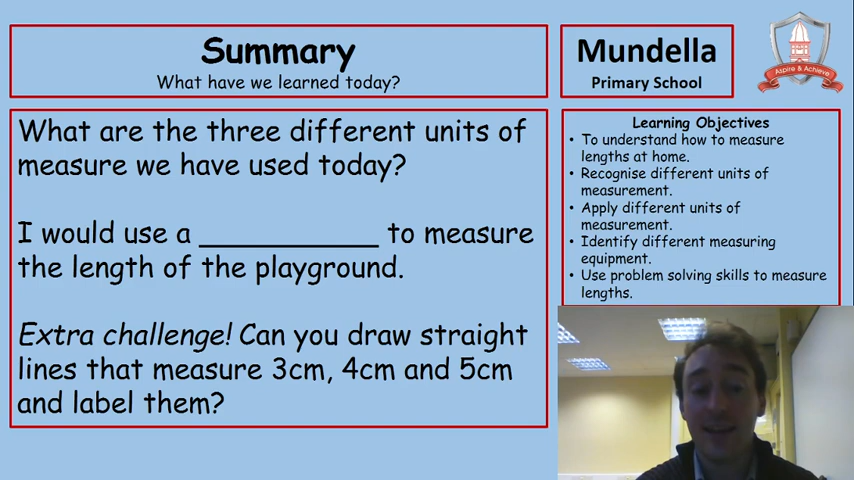 Summary
What have we learned today?
Mundella
Primary School
Aspire & Achieve
What are the three different units of
measure we have used today?
I would use a ____________ to measure
the length of the playground.
Extra challenge! Can you draw straight
lines that measure 3cm, 4cm and 5cm
and label them?
Learning Objectives
• To understand how to measure
lengths at home.
• Recognise different units of
measurement.
• Apply different units of
measurement.
• Identify different measuring
equipment.
• Use problem solving skills to measure
lengths.